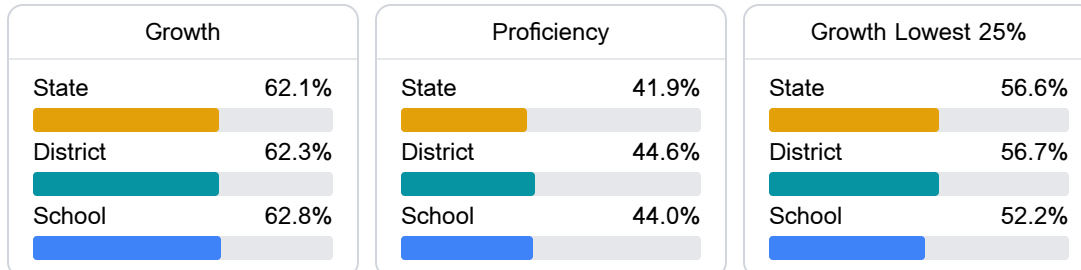 Growth
State 62.1%
District 62.3%
School 62.8%
Proficiency
State 41.9%
District 44.6%
School 44.0%
Growth Lowest 25%
State 56.6%
District 56.7%
School 52.2%